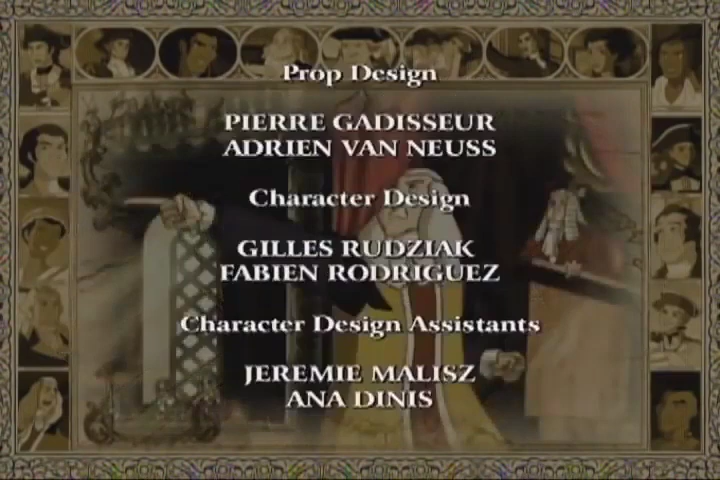 Prop Design
PIERRE GADISSEUR
ADRIEN VAN NEUSS
Character Design
GILLES RUDZIAK
FABIEN RODRIGUEZ
Character Design Assistants
JEREMIE MALISZ
ANA DINIS